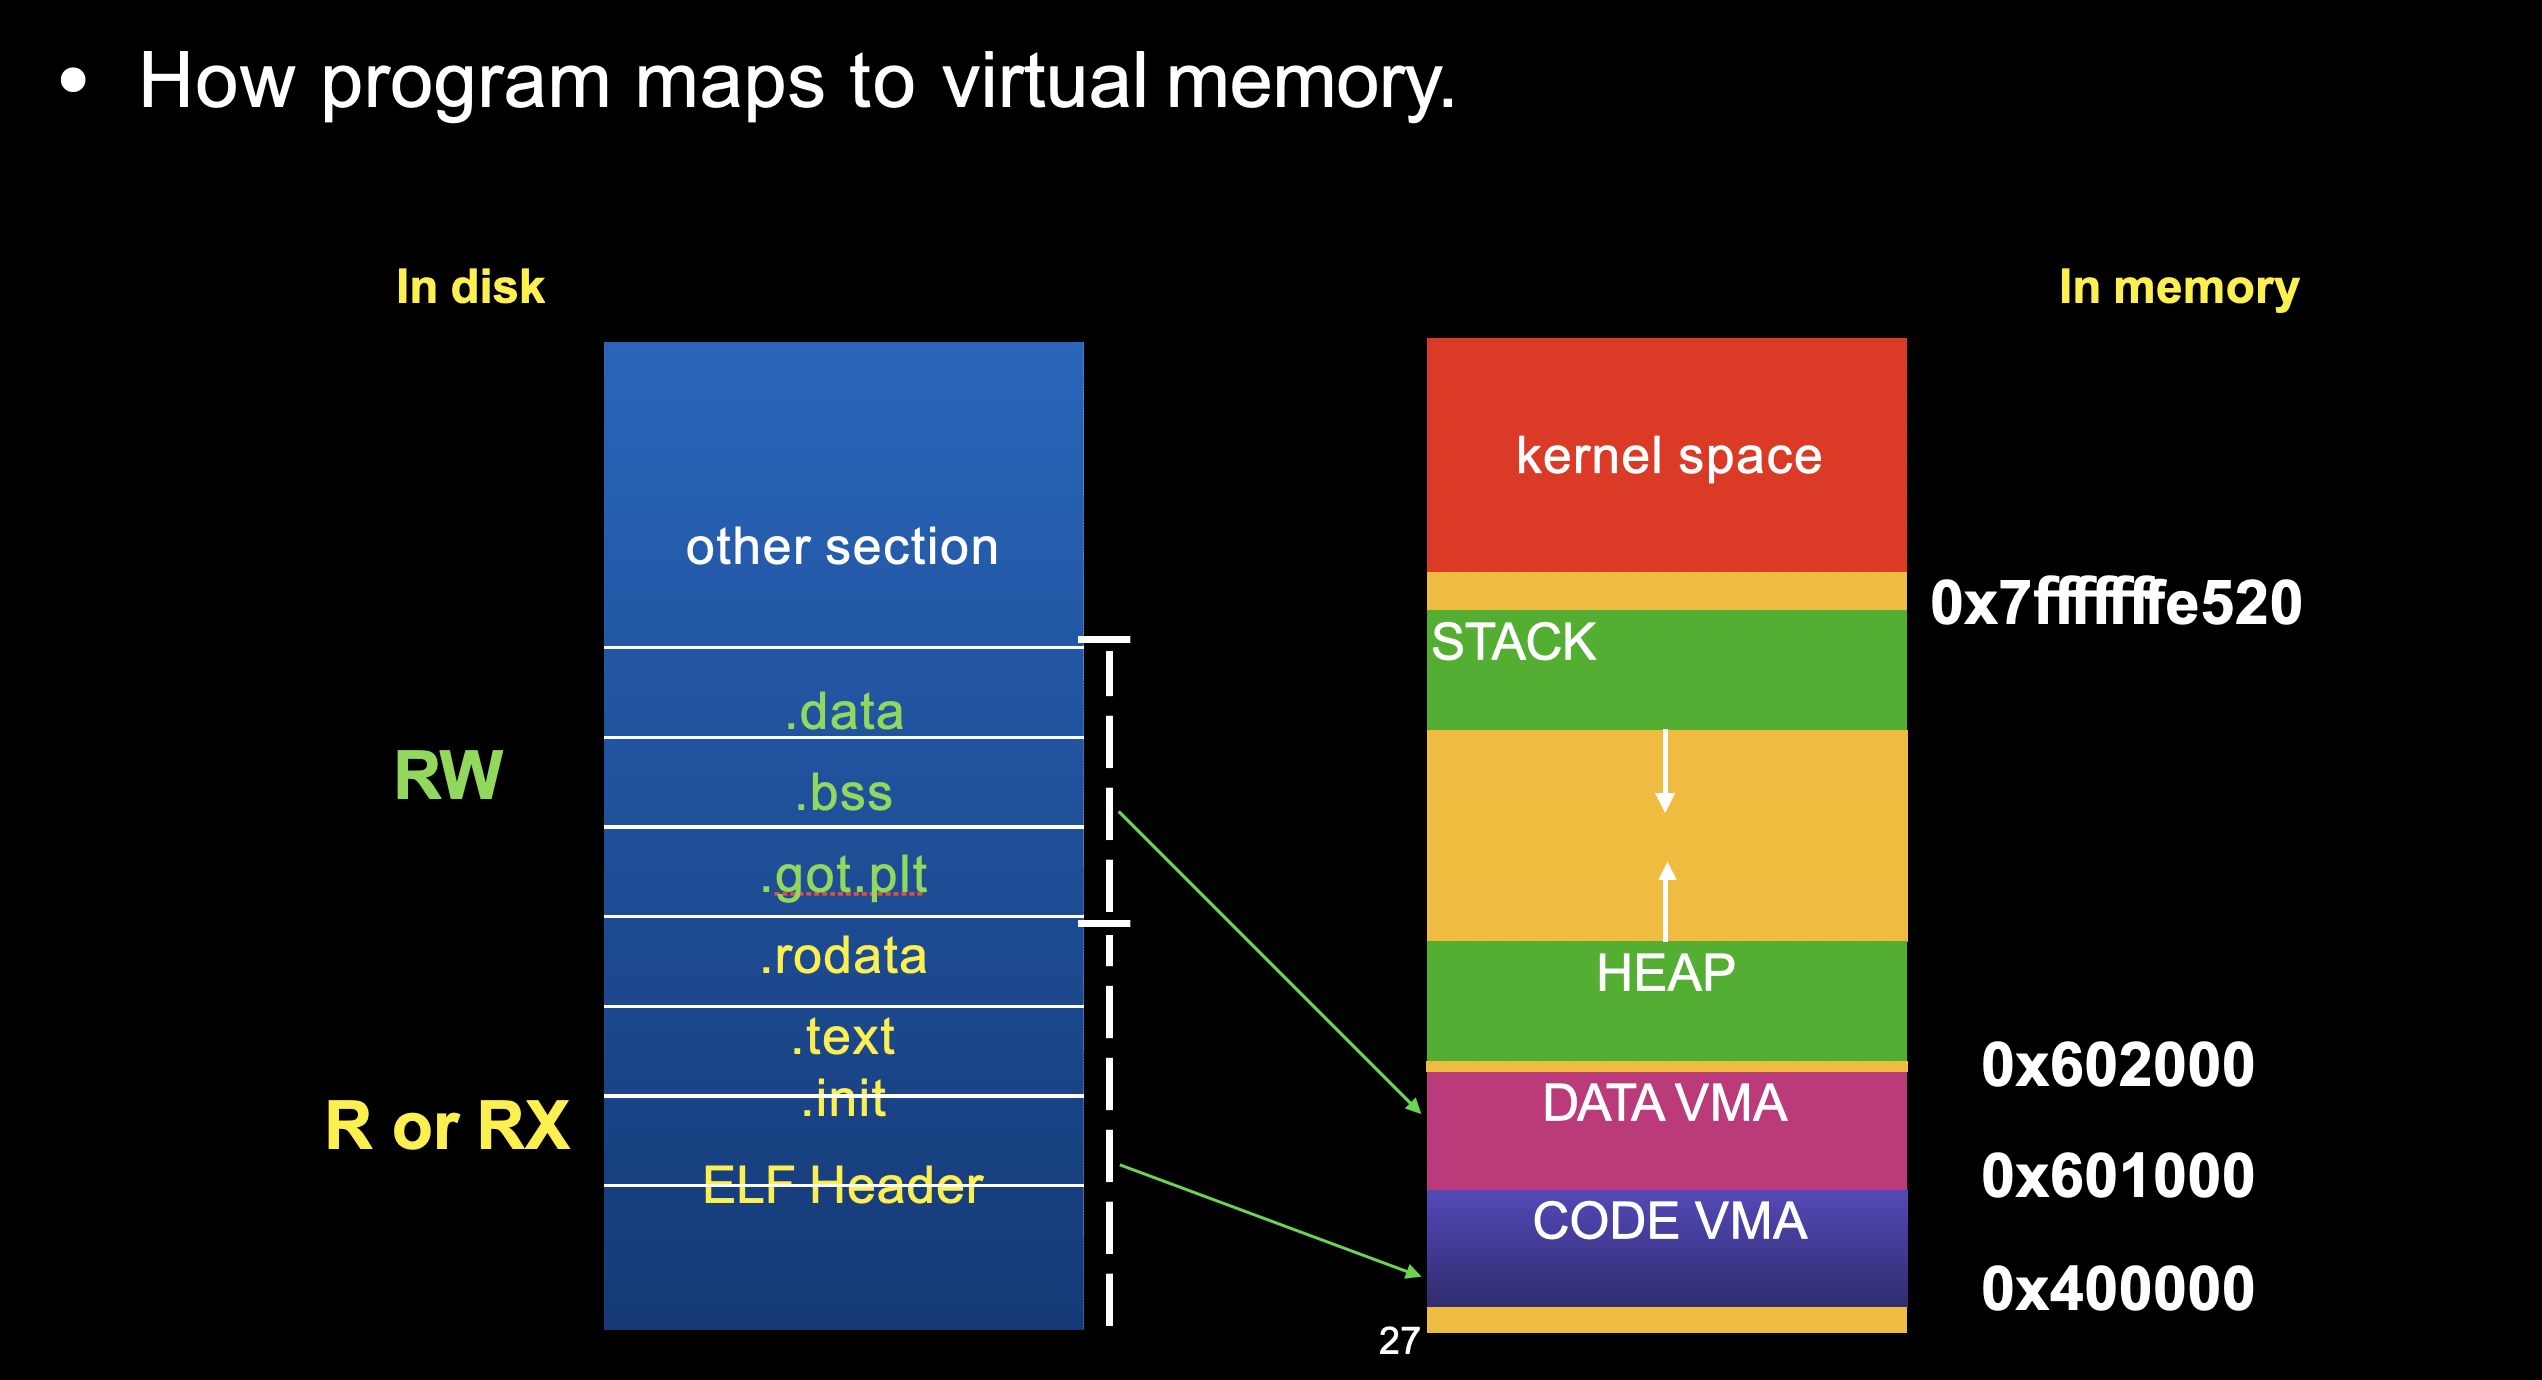 • How program maps to virtual memory.
In disk
In memory
other section
.data
.bss
.got.plt
.rodata
.text
.init
ELF Header
RW
R or RX
kernel space
STACK
HEAP
DATA VMA
CODE VMA
0x7fffffffe520
0x602000
0x601000
0x400000
27